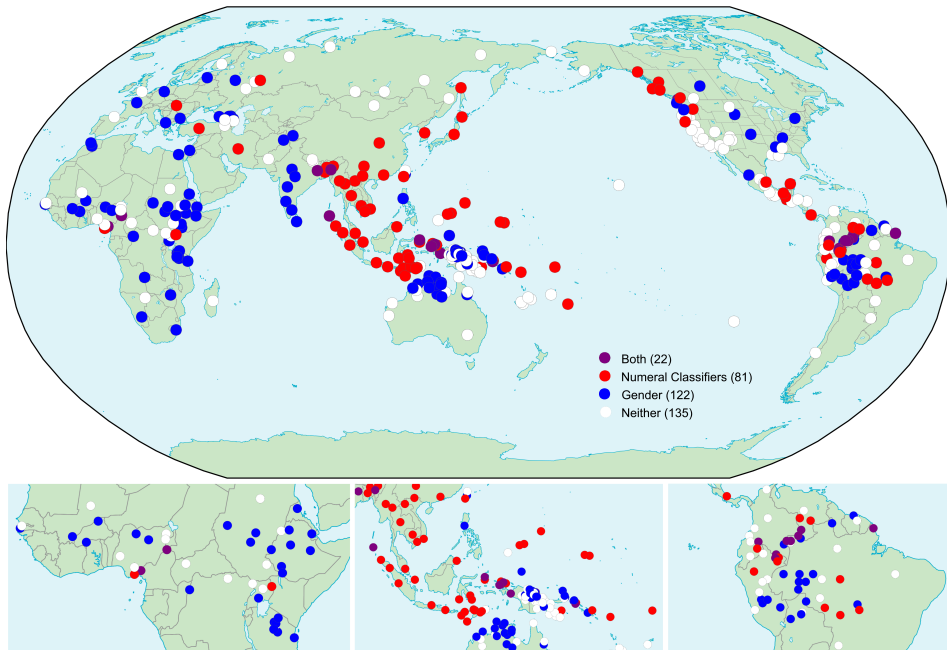 Both (22)
Numeral Classifiers (81)
Gender (122)
Neither (135)